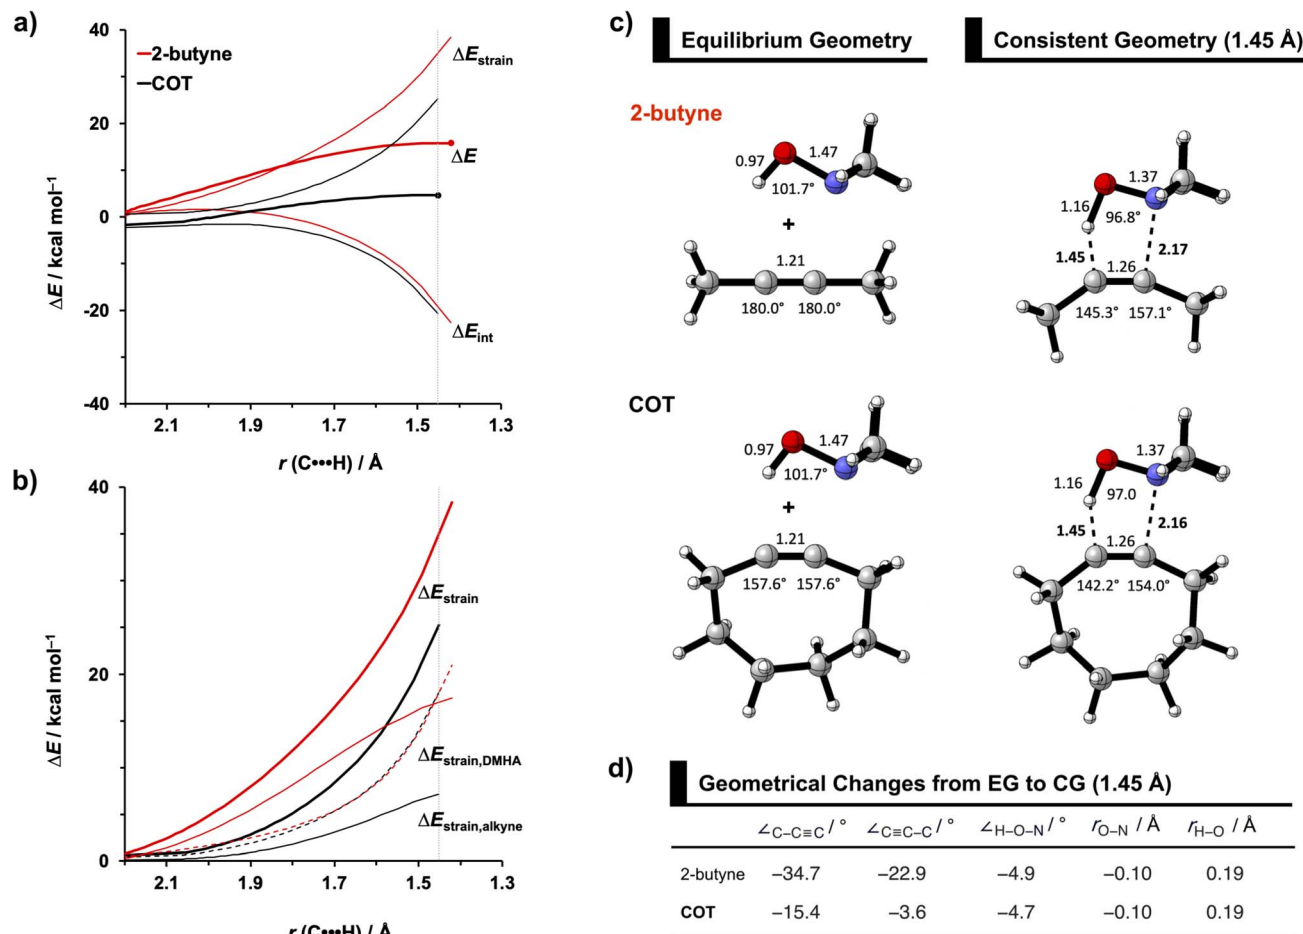 a)
40
20
0
-20
-40
ΔE / kcal mol⁻¹
2-butyne
COT
ΔE_strain
ΔE
ΔE_int
2.1 1.9 1.7 1.5 1.3
r (C•••H) / Å
b)
40
20
0
ΔE / kcal mol⁻¹
ΔE_strain
ΔE_strain,DMHA
ΔE_strain,alkyne
2.1 1.9 1.7 1.5 1.3
r (C•••H) / Å
c)
Equilibrium Geometry
Consistent Geometry (1.45 Å)
2-butyne
0.97 1.47
101.7°
+
1.21
180.0° 180.0°
1.37
1.16
96.8°
1.45 1.26 2.17
145.3° 157.1°
COT
0.97 1.47
101.7°
+
1.21
157.6° 157.6°
1.37
1.16
97.0
1.45 1.26 2.16
142.2° 154.0°
d)
Geometrical Changes from EG to CG (1.45 Å)
∠C–C≡C / ° ∠C≡C–C / ° ∠H–O–N / ° rO–N / Å rH–O / Å
2-butyne –34.7 –22.9 –4.9 –0.10 0.19
COT –15.4 –3.6 –4.7 –0.10 0.19